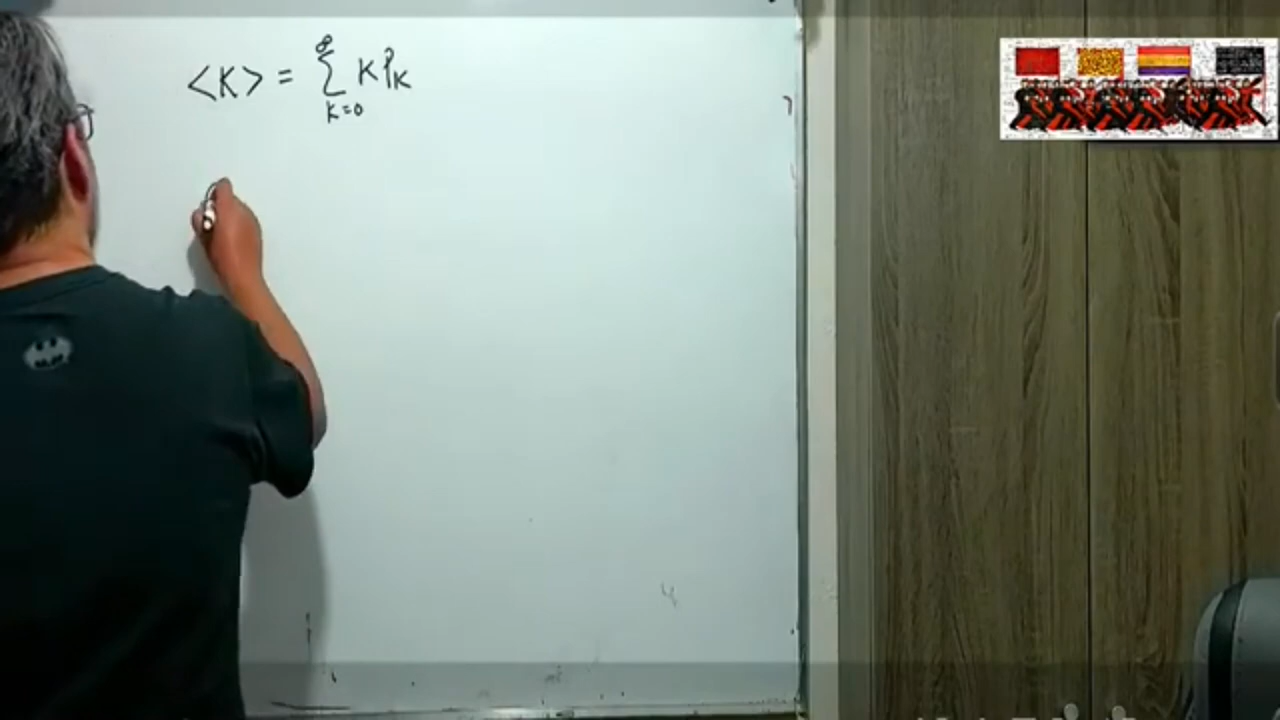 <K> = ∞ Σ K=0 K P_K